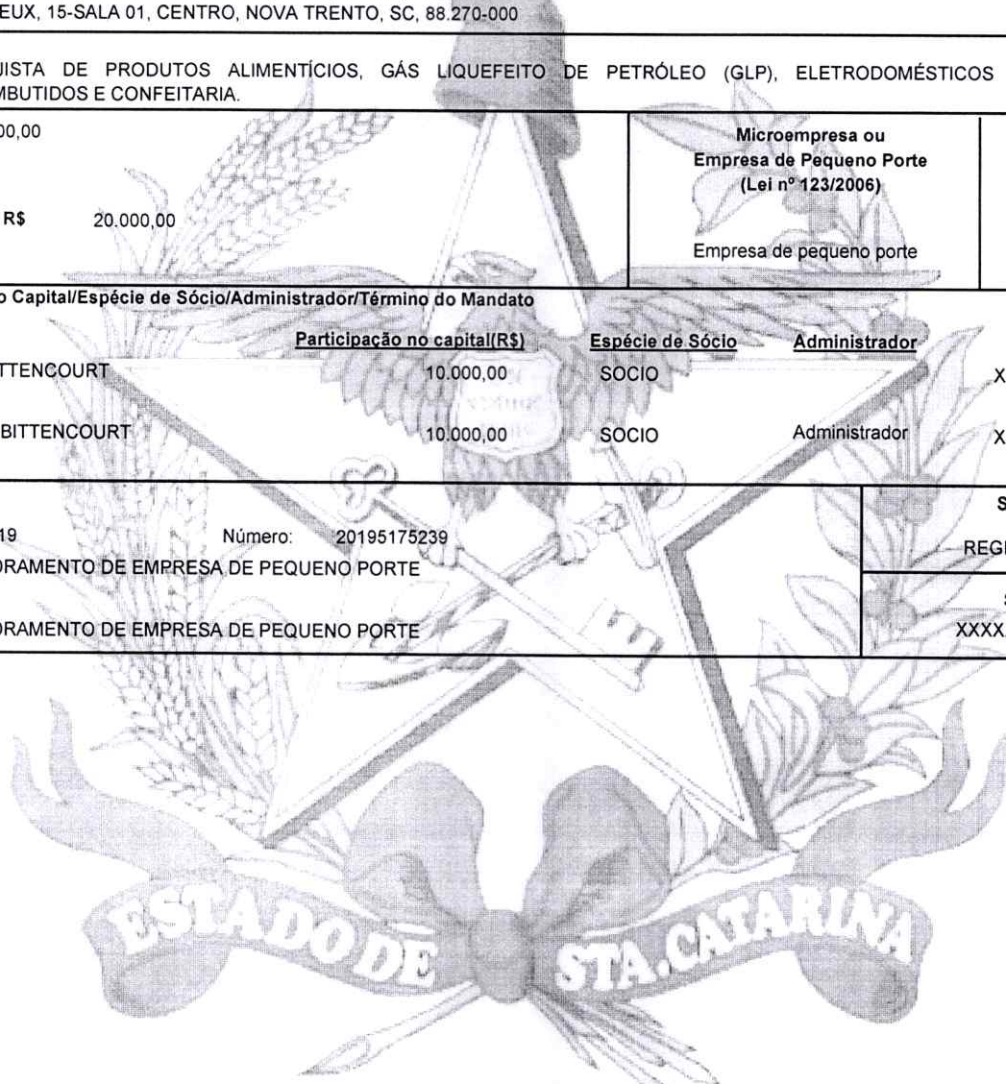 EUX, 15-SALA 01, CENTRO, NOVA TRENTO, SC, 88.270-000
JISTA DE PRODUTOS ALIMENTÍCIOS, GÁS LIQUEFEITO DE PETRÓLEO (GLP), ELETRODOMÉSTICOS
MBUTIDOS E CONFEITARIA.
00,00
Microempresa ou
Empresa de Pequeno Porte
(Lei nº 123/2006)
R$ 20.000,00
Empresa de pequeno porte
o Capital/Espécie de Sócio/Administrador/Término do Mandato
Participação no capital(R$) Espécie de Sócio Administrador
TTENCOURT 10.000,00 SOCIO X
BITTENCOURT 10.000,00 SOCIO Administrador X
S
19 Número: 20195175239
REGI
ORAMENTO DE EMPRESA DE PEQUENO PORTE
ORAMENTO DE EMPRESA DE PEQUENO PORTE XXXX
ESTADO DE STA.CATARINA